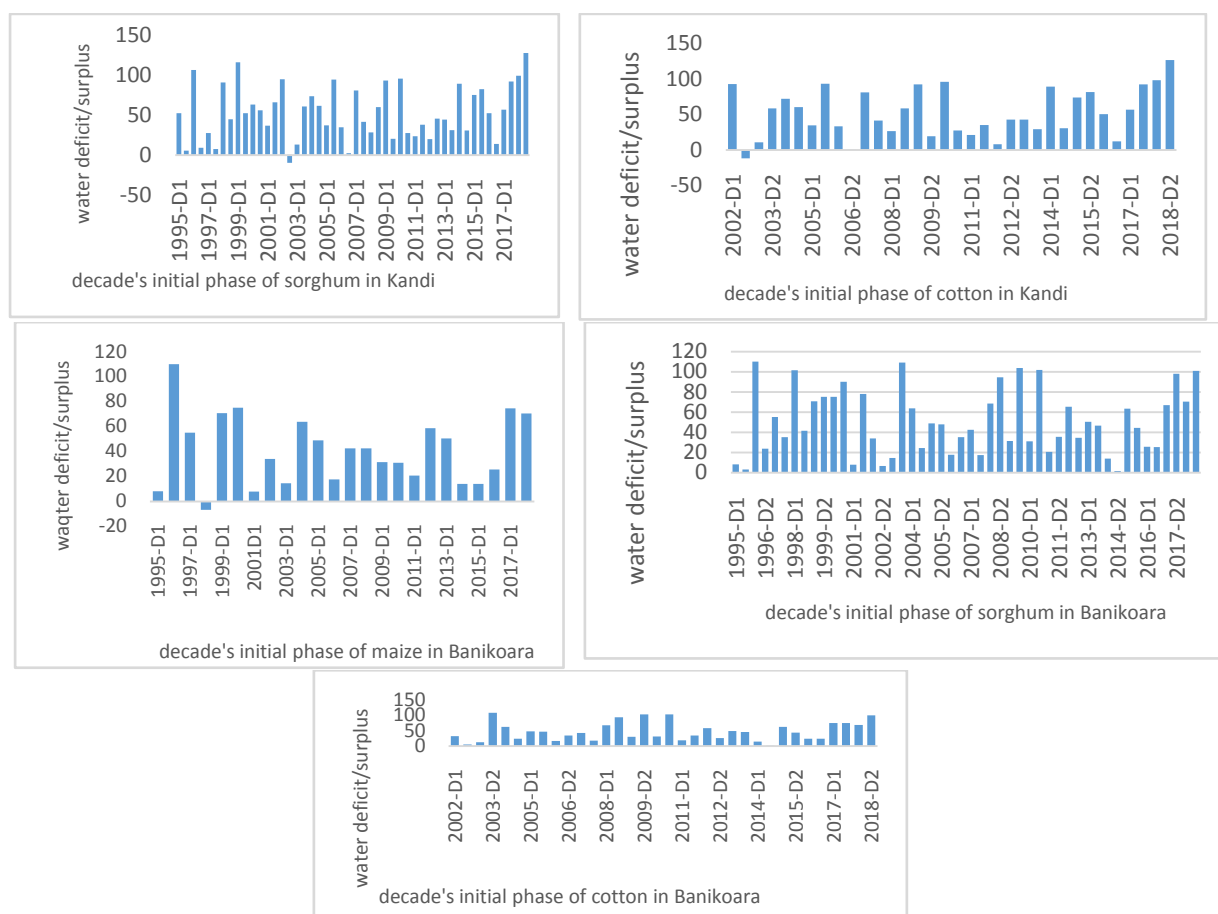 water deficit/surplus
150
100
50
0
-50
1995-D1
1997-D1
1999-D1
2001-D1
2003-D1
2005-D1
2007-D1
2009-D1
2011-D1
2013-D1
2015-D1
2017-D1
decade's initial phase of sorghum in Kandi
water deficit/surplus
150
100
50
0
-50
2002-D1
2003-D2
2005-D1
2006-D2
2008-D1
2009-D2
2011-D1
2012-D2
2014-D1
2015-D2
2017-D1
2018-D2
decade's initial phase of cotton in Kandi
waqter deficit/surplus
120
100
80
60
40
20
0
-20
1995-D1
1997-D1
1999-D1
2001D1
2003-D1
2005-D1
2007-D1
2009-D1
2011-D1
2013-D1
2015-D1
2017-D1
decade's initial phase of maize in Banikoara
water deficit/surplus
120
100
80
60
40
20
0
1995-D1
1996-D2
1998-D1
1999-D2
2001-D1
2002-D2
2004-D1
2005-D2
2007-D1
2008-D2
2010-D1
2011-D2
2013-D1
2014-D2
2016-D1
2017-D2
decade's initial phase of sorghum in Banikoara
water deficit/surplus
150
100
50
0
2002-D1
2003-D2
2005-D1
2006-D2
2008-D1
2009-D2
2011-D1
2012-D2
2014-D1
2015-D2
2017-D1
2018-D2
decade's initial phase of cotton in Banikoara